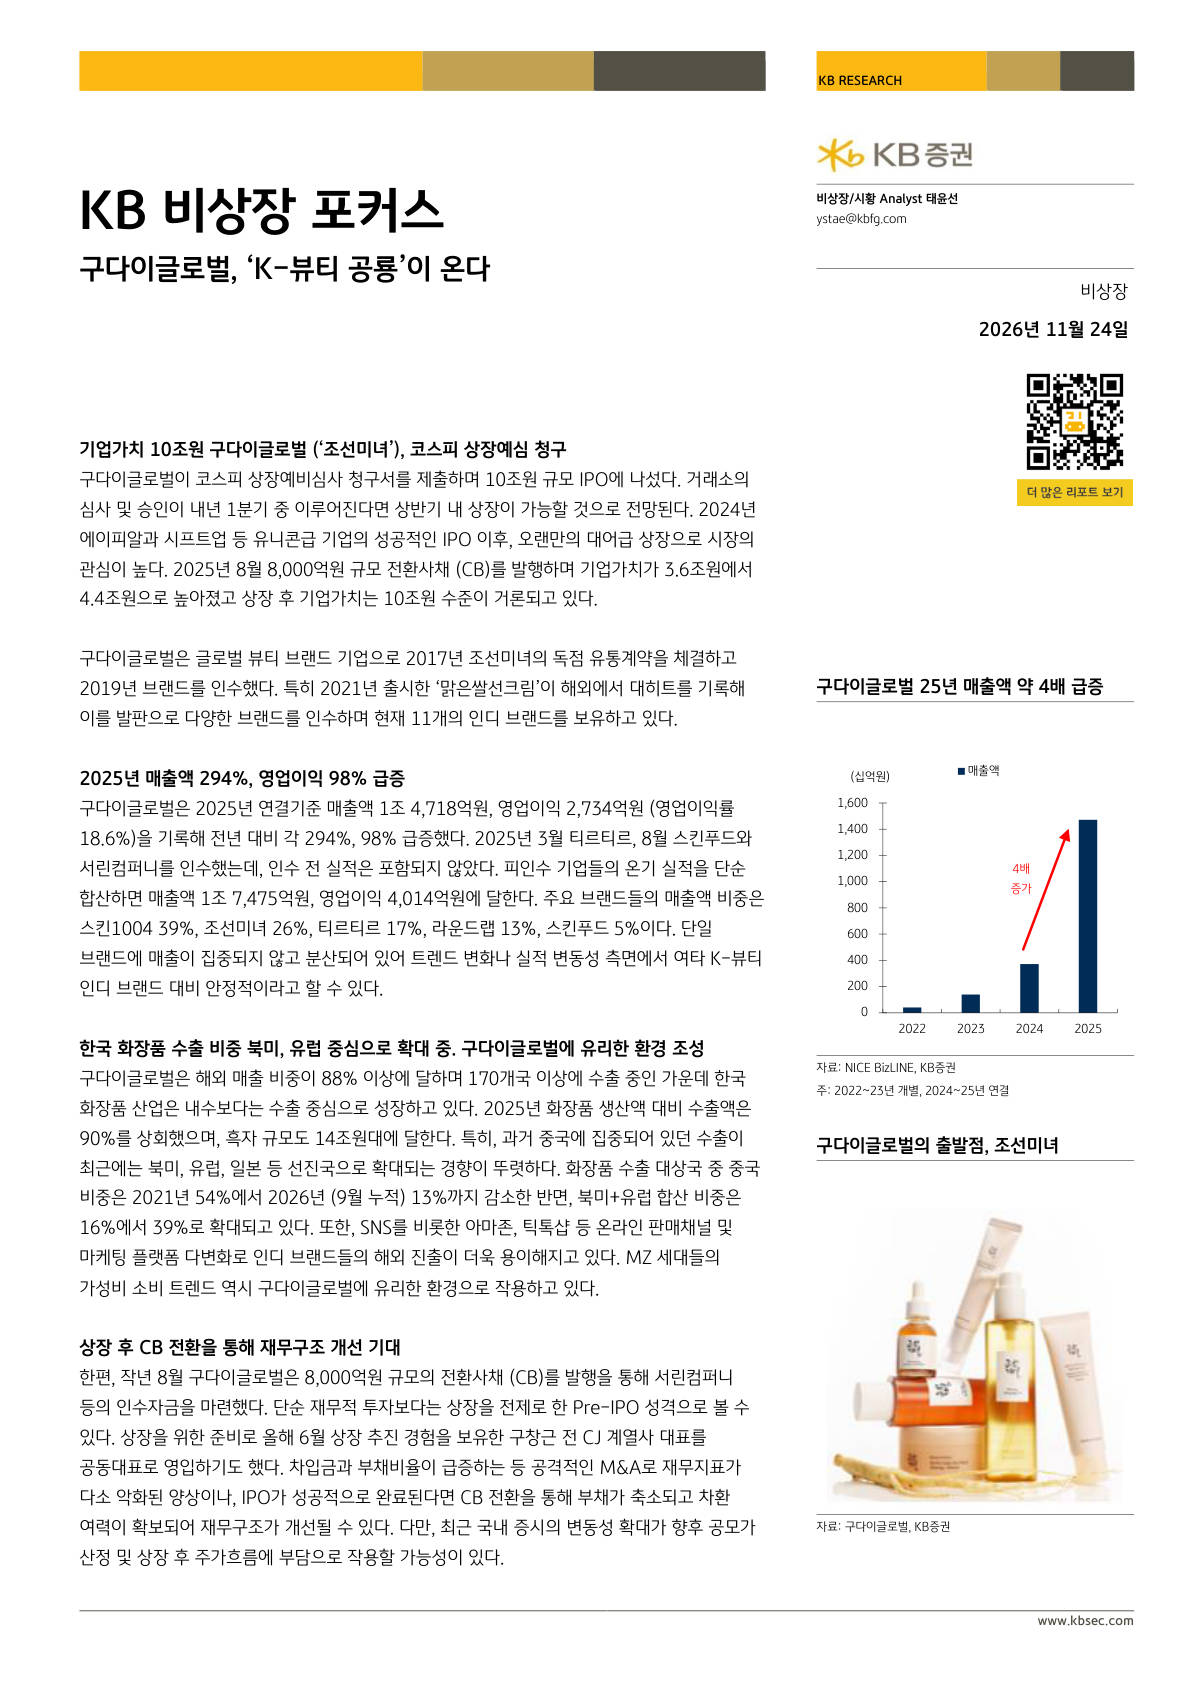 KB RESEARCH
KB증권
비상장/시황 Analyst 태윤선
ystae@kbfg.com
비상장
2026년 11월 24일
더 많은 리포트 보기
KB 비상장 포커스
구다이글로벌, ‘K-뷰티 공룡’이 온다
기업가치 10조원 구다이글로벌 (‘조선미녀’), 코스피 상장예심 청구
구다이글로벌이 코스피 상장예비심사 청구서를 제출하며 10조원 규모 IPO에 나섰다. 거래소의
심사 및 승인이 내년 1분기 중 이루어진다면 상반기 내 상장이 가능할 것으로 전망된다. 2024년
에이피알과 시프트업 등 유니콘급 기업의 성공적인 IPO 이후, 오랜만의 대어급 상장으로 시장의
관심이 높다. 2025년 8월 8,000억원 규모 전환사채 (CB)를 발행하며 기업가치가 3.6조원에서
4.4조원으로 높아졌고 상장 후 기업가치는 10조원 수준이 거론되고 있다.
구다이글로벌은 글로벌 뷰티 브랜드 기업으로 2017년 조선미녀의 독점 유통계약을 체결하고
2019년 브랜드를 인수했다. 특히 2021년 출시한 ‘맑은쌀선크림’이 해외에서 대히트를 기록해
이를 발판으로 다양한 브랜드를 인수하며 현재 11개의 인디 브랜드를 보유하고 있다.
2025년 매출액 294%, 영업이익 98% 급증
구다이글로벌은 2025년 연결기준 매출액 1조 4,718억원, 영업이익 2,734억원 (영업이익률
18.6%)을 기록해 전년 대비 각 294%, 98% 급증했다. 2025년 3월 티르티르, 8월 스킨푸드와
서린컴퍼니를 인수했는데, 인수 전 실적은 포함되지 않았다. 피인수 기업들의 온기 실적을 단순
합산하면 매출액 1조 7,475억원, 영업이익 4,014억원에 달한다. 주요 브랜드들의 매출액 비중은
스킨1004 39%, 조선미녀 26%, 티르티르 17%, 라운드랩 13%, 스킨푸드 5%이다. 단일
브랜드에 매출이 집중되지 않고 분산되어 있어 트렌드 변화나 실적 변동성 측면에서 여타 K-뷰티
인디 브랜드 대비 안정적이라고 할 수 있다.
한국 화장품 수출 비중 북미, 유럽 중심으로 확대 중. 구다이글로벌에 유리한 환경 조성
구다이글로벌은 해외 매출 비중이 88% 이상에 달하며 170개국 이상에 수출 중인 가운데 한국
화장품 산업은 내수보다는 수출 중심으로 성장하고 있다. 2025년 화장품 생산액 대비 수출액은
90%를 상회했으며, 흑자 규모도 14조원대에 달한다. 특히, 과거 중국에 집중되어 있던 수출이
최근에는 북미, 유럽, 일본 등 선진국으로 확대되는 경향이 뚜렷하다. 화장품 수출 대상국 중 중국
비중은 2021년 54%에서 2026년 (9월 누적) 13%까지 감소한 반면, 북미+유럽 합산 비중은
16%에서 39%로 확대되고 있다. 또한, SNS를 비롯한 아마존, 틱톡샵 등 온라인 판매채널 및
마케팅 플랫폼 다변화로 인디 브랜드들의 해외 진출이 더욱 용이해지고 있다. MZ 세대들의
가성비 소비 트렌드 역시 구다이글로벌에 유리한 환경으로 작용하고 있다.
상장 후 CB 전환을 통해 재무구조 개선 기대
한편, 작년 8월 구다이글로벌은 8,000억원 규모의 전환사채 (CB)를 발행을 통해 서린컴퍼니
등의 인수자금을 마련했다. 단순 재무적 투자보다는 상장을 전제로 한 Pre-IPO 성격으로 볼 수
있다. 상장을 위한 준비로 올해 6월 상장 추진 경험을 보유한 구창근 전 CJ 계열사 대표를
공동대표로 영입하기도 했다. 차입금과 부채비율이 급증하는 등 공격적인 M&A로 재무지표가
다소 악화된 양상이나, IPO가 성공적으로 완료된다면 CB 전환을 통해 부채가 축소되고 차환
여력이 확보되어 재무구조가 개선될 수 있다. 다만, 최근 국내 증시의 변동성 확대가 향후 공모가
산정 및 상장 후 주가흐름에 부담으로 작용할 가능성이 있다.
구다이글로벌 25년 매출액 약 4배 급증
(십억원)
매출액
1,600
1,400
1,200
1,000
800
600
400
200
0
4배
증가
2022 2023 2024 2025
자료: NICE BizLINE, KB증권
주: 2022~23년 개별, 2024~25년 연결
구다이글로벌의 출발점, 조선미녀
자료: 구다이글로벌, KB증권
www.kbsec.com